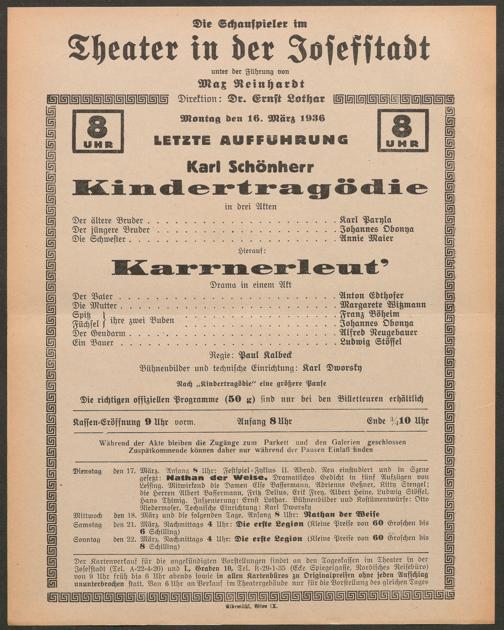 Die Schauspieler im
Theater in der Josefstadt
unter der Führung von
Max Reinhardt
Direktion: Dr. Ernst Lothar
8 UHR
Montag den 16. März 1936
8 UHR
LETZTE AUFFÜHRUNG
Karl Schönherr
Kindertragödie
in drei Akten
Der ältere Bruder . . . . . Karl Paryla
Der jüngere Bruder . . . . . Johannes Obonya
Die Schwester . . . . . Annie Maier
Hierauf:
Karrnerleut'
Drama in einem Akt
Der Vater . . . . . Anton Edthofer
Die Mutter . . . . . Margarete Witzmann
Spitz } ihre zwei Buben . . . . . Franz Böheim
Füchsel } . . . . . Johannes Obonya
Der Gendarm . . . . . Alfred Neugebauer
Ein Bauer . . . . . Ludwig Stössel
Regie: Paul Kalbeck
Bühnenbilder und technische Einrichtung: Karl Dworsky
Nach „Kindertragödie" eine größere Pause
Die richtigen offiziellen Programme (50 g) sind nur bei den Billetteuren erhältlich
Kassen-Eröffnung 9 Uhr vorm. Anfang 8 Uhr Ende 1/410 Uhr
Während der Akte bleiben die Zugänge zum Parkett und den Galerien geschlossen
Zuspätkommende können daher nur während der Pausen Einlaß finden
Dienstag den 17. März. Anfang 8 Uhr: Festspiel-Zyklus II. Abend. Neu einstudiert und in Szene
gesetzt: Nathan der Weise. Dramatisches Gedicht in fünf Aufzügen von
Lessing. Mitwirkend die Damen Else Bassermann, Adrienne Geßner, Kitty Stengel;
die Herren Albert Bassermann, Fritz Delius, Erik Frey, Albert Heine, Ludwig Stössel,
Hans Thimig. Inszenierung: Ernst Lothar. Bühnenbilder und Kostümentwürfe: Otto
Niedermoser. Technische Einrichtung: Karl Dworsky
Mittwoch den 18. März und die folgenden Tage. Anfang 8 Uhr: Nathan der Weise
Samstag den 21. März, Nachmittags 4 Uhr: Die erste Legion (Kleine Preise von 60 Groschen bis
6 Schilling)
Sonntag den 22. März, Nachmittags 4 Uhr: Die erste Legion (Kleine Preise von 60 Groschen bis
8 Schilling)
Der Kartenverkauf für die angekündigten Vorstellungen findet an den Tageskassen im Theater in der
Josefstadt (Tel. A-22-4-20) und I., Graben 10, Tel. R-29-1-35 (Ecke Spiegelgasse, Nordisches Reisebüro)
von 9 Uhr früh bis 6 Uhr abends sowie in allen Kartenbüros zu Originalpreisen ohne jeden Aufschlag
ununterbrochen statt. Von 6 Uhr an Verkauf im Theatergebäude nur für die Vorstellung des gleichen Tages
Elbemühl, Wien IX.